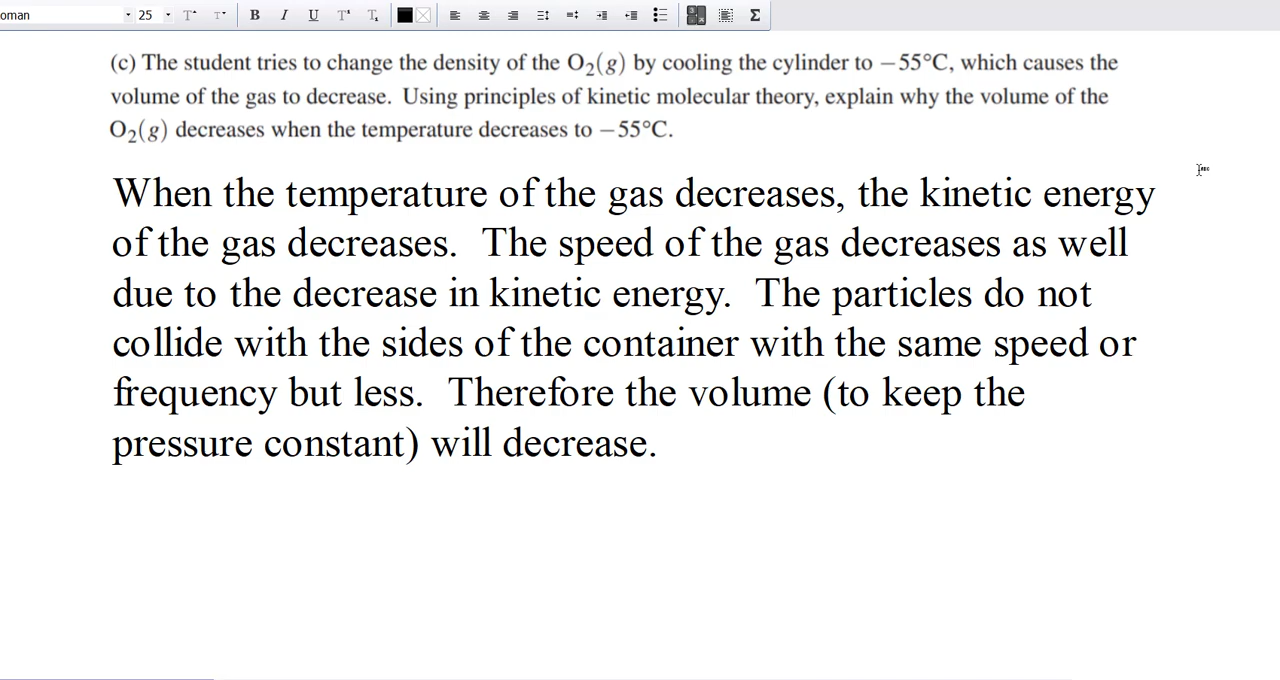 oman 25 B I U T T Σ
(c) The student tries to change the density of the O₂(g) by cooling the cylinder to −55°C, which causes the
volume of the gas to decrease. Using principles of kinetic molecular theory, explain why the volume of the
O₂(g) decreases when the temperature decreases to −55°C.
When the temperature of the gas decreases, the kinetic energy
of the gas decreases. The speed of the gas decreases as well
due to the decrease in kinetic energy. The particles do not
collide with the sides of the container with the same speed or
frequency but less. Therefore the volume (to keep the
pressure constant) will decrease.